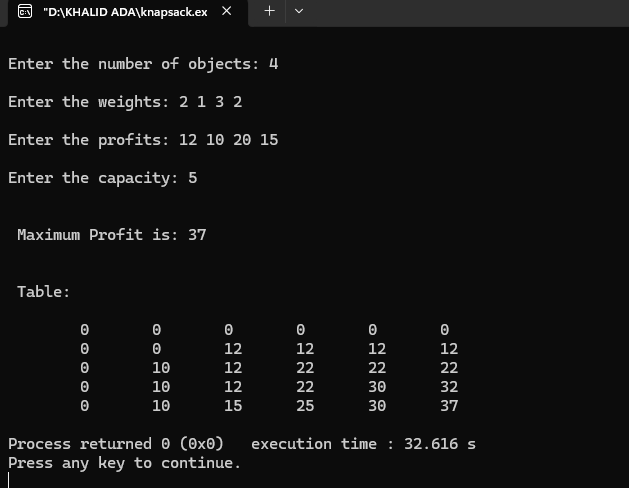 "D:\KHALID ADA\knapsack.ex
Enter the number of objects: 4
Enter the weights: 2 1 3 2
Enter the profits: 12 10 20 15
Enter the capacity: 5
Maximum Profit is: 37
Table:
0 0 0 0 0 0
0 0 12 12 12 12
0 10 12 22 22 22
0 10 12 22 30 32
0 10 15 25 30 37
Process returned 0 (0x0)   execution time : 32.616 s
Press any key to continue.